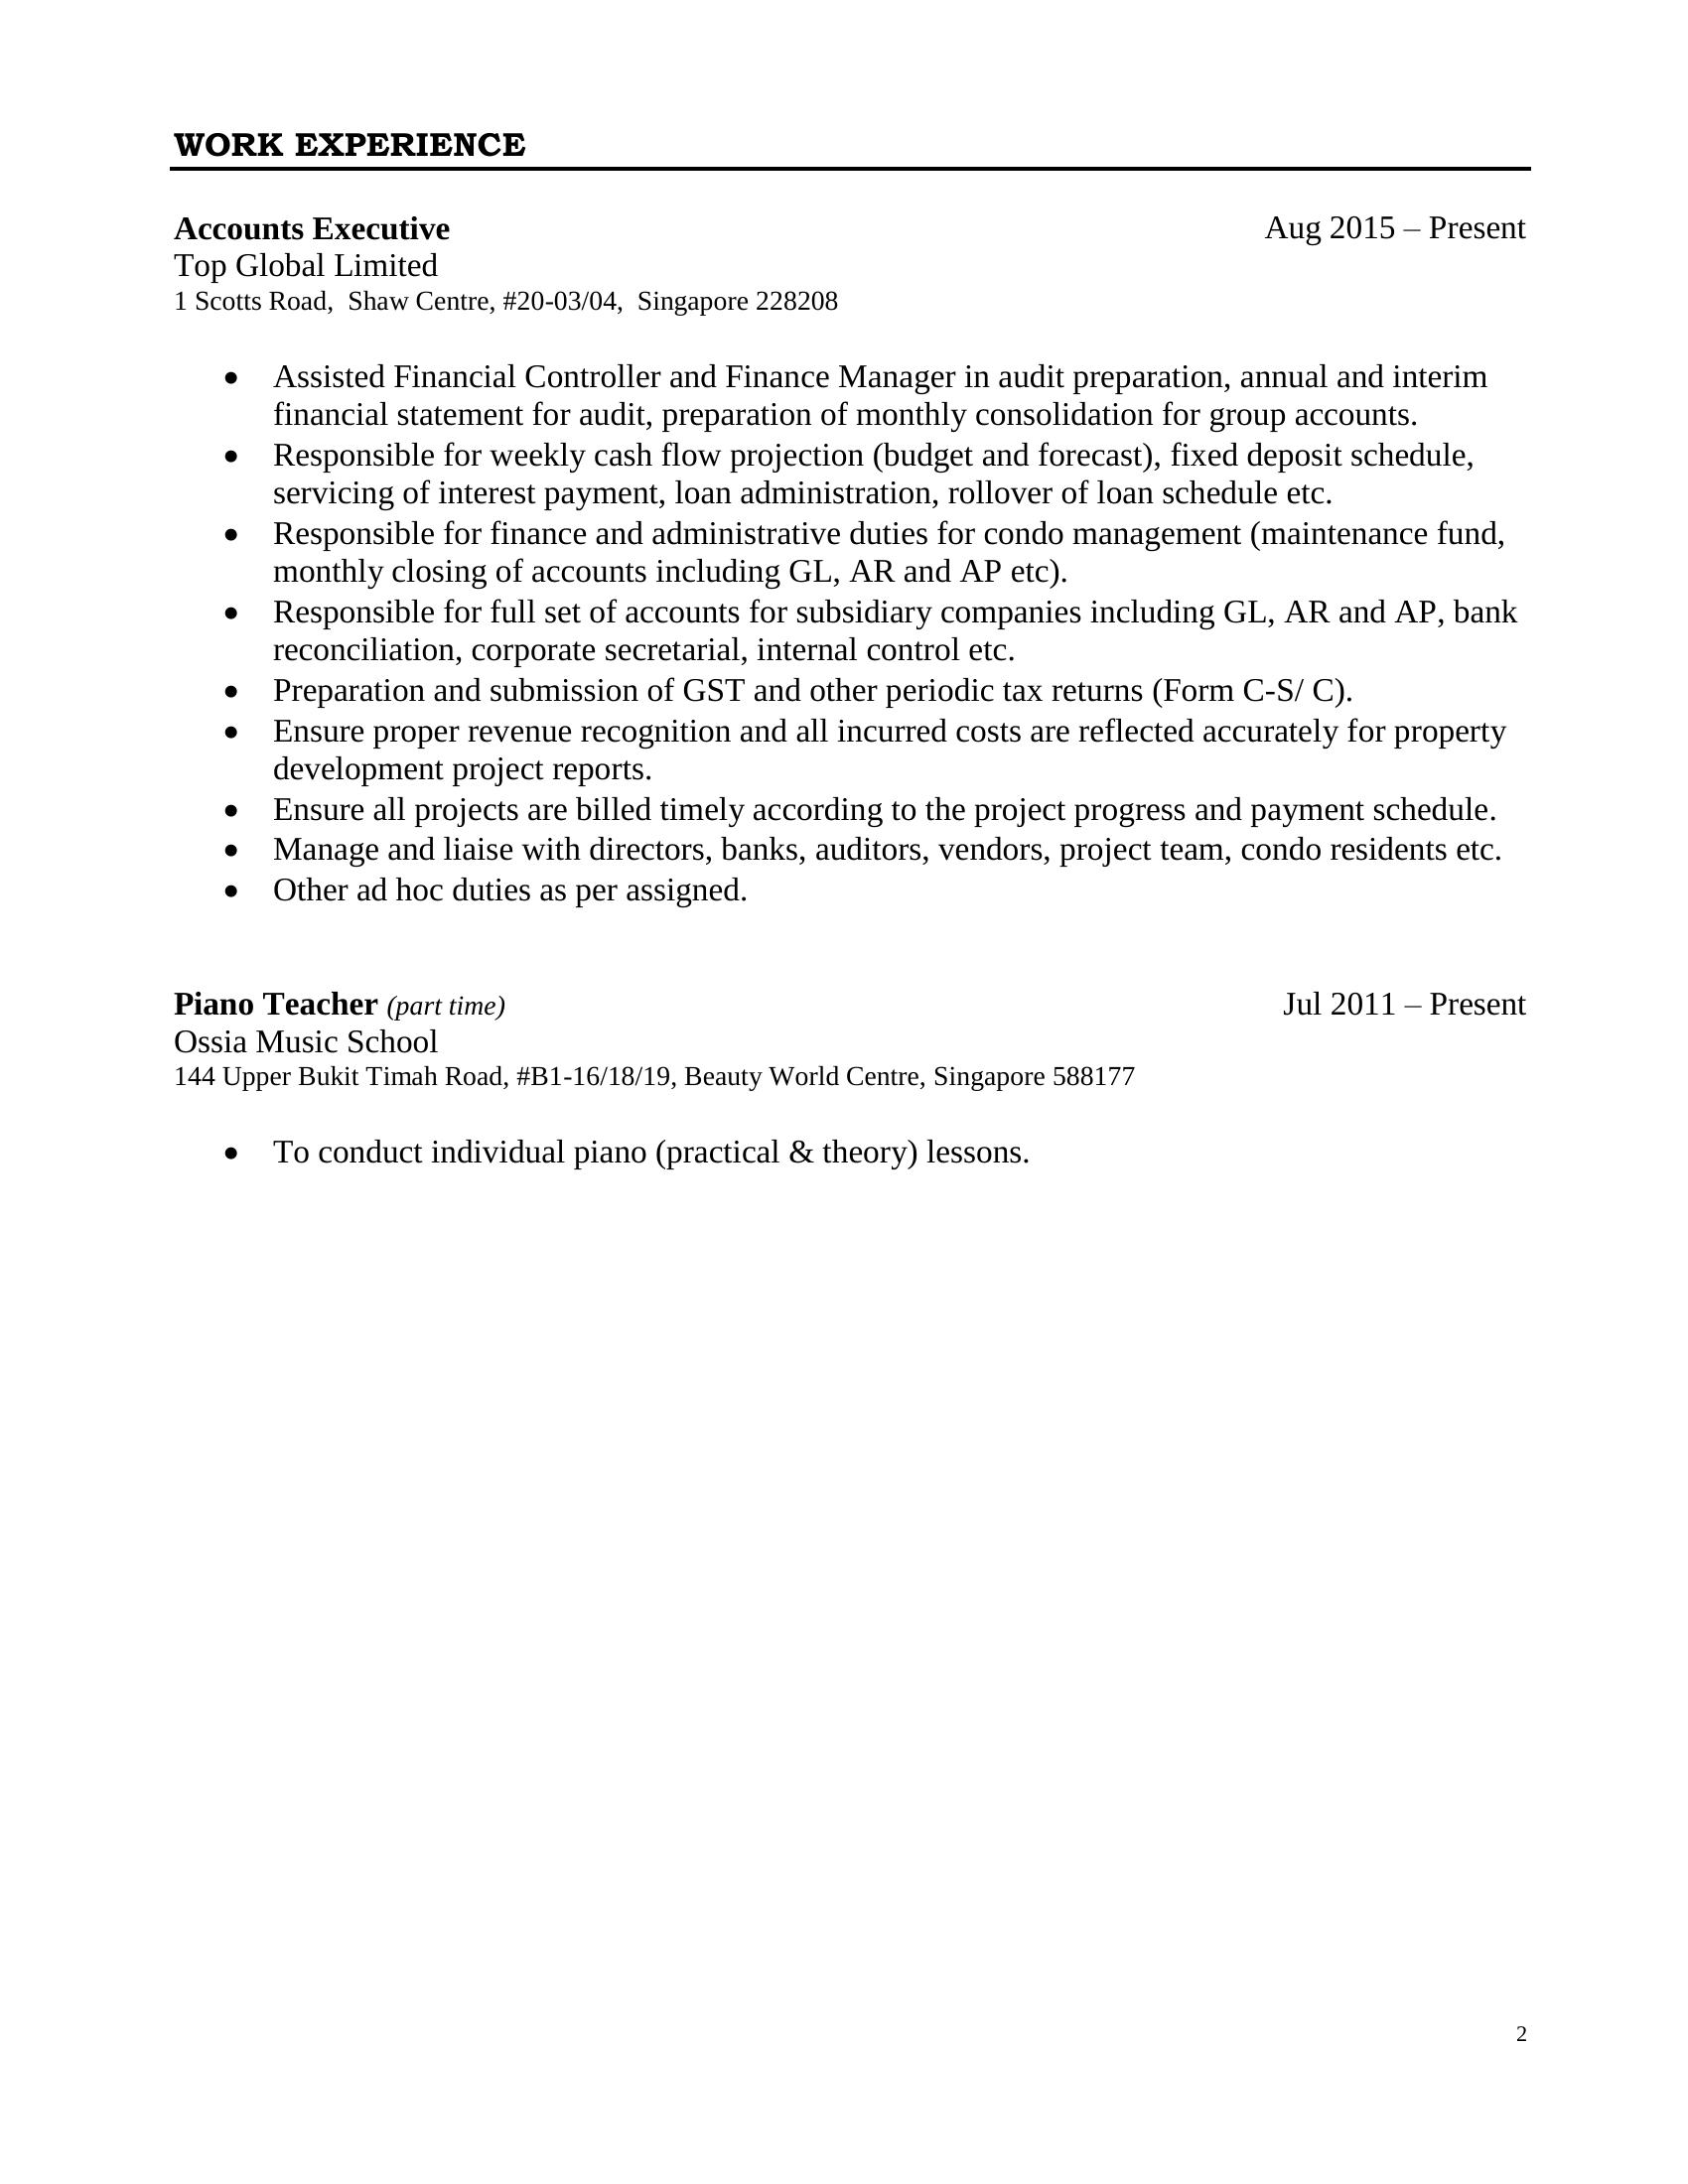 WORK EXPERIENCE
Accounts Executive Aug 2015 – Present
Top Global Limited
1 Scotts Road,  Shaw Centre, #20-03/04,  Singapore 228208
• Assisted Financial Controller and Finance Manager in audit preparation, annual and interim
financial statement for audit, preparation of monthly consolidation for group accounts.
• Responsible for weekly cash flow projection (budget and forecast), fixed deposit schedule,
servicing of interest payment, loan administration, rollover of loan schedule etc.
• Responsible for finance and administrative duties for condo management (maintenance fund,
monthly closing of accounts including GL, AR and AP etc).
• Responsible for full set of accounts for subsidiary companies including GL, AR and AP, bank
reconciliation, corporate secretarial, internal control etc.
• Preparation and submission of GST and other periodic tax returns (Form C-S/ C).
• Ensure proper revenue recognition and all incurred costs are reflected accurately for property
development project reports.
• Ensure all projects are billed timely according to the project progress and payment schedule.
• Manage and liaise with directors, banks, auditors, vendors, project team, condo residents etc.
• Other ad hoc duties as per assigned.
Piano Teacher (part time) Jul 2011 – Present
Ossia Music School
144 Upper Bukit Timah Road, #B1-16/18/19, Beauty World Centre, Singapore 588177
• To conduct individual piano (practical & theory) lessons.
2